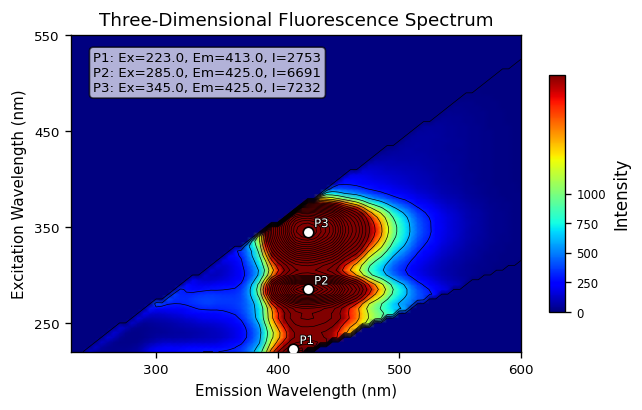 Three-Dimensional Fluorescence Spectrum
P1: Ex=223.0, Em=413.0, I=2753
P2: Ex=285.0, Em=425.0, I=6691
P3: Ex=345.0, Em=425.0, I=7232
550
450
350
250
Excitation Wavelength (nm)
P3
P2
P1
300
400
500
600
Emission Wavelength (nm)
1000
750
500
250
0
Intensity